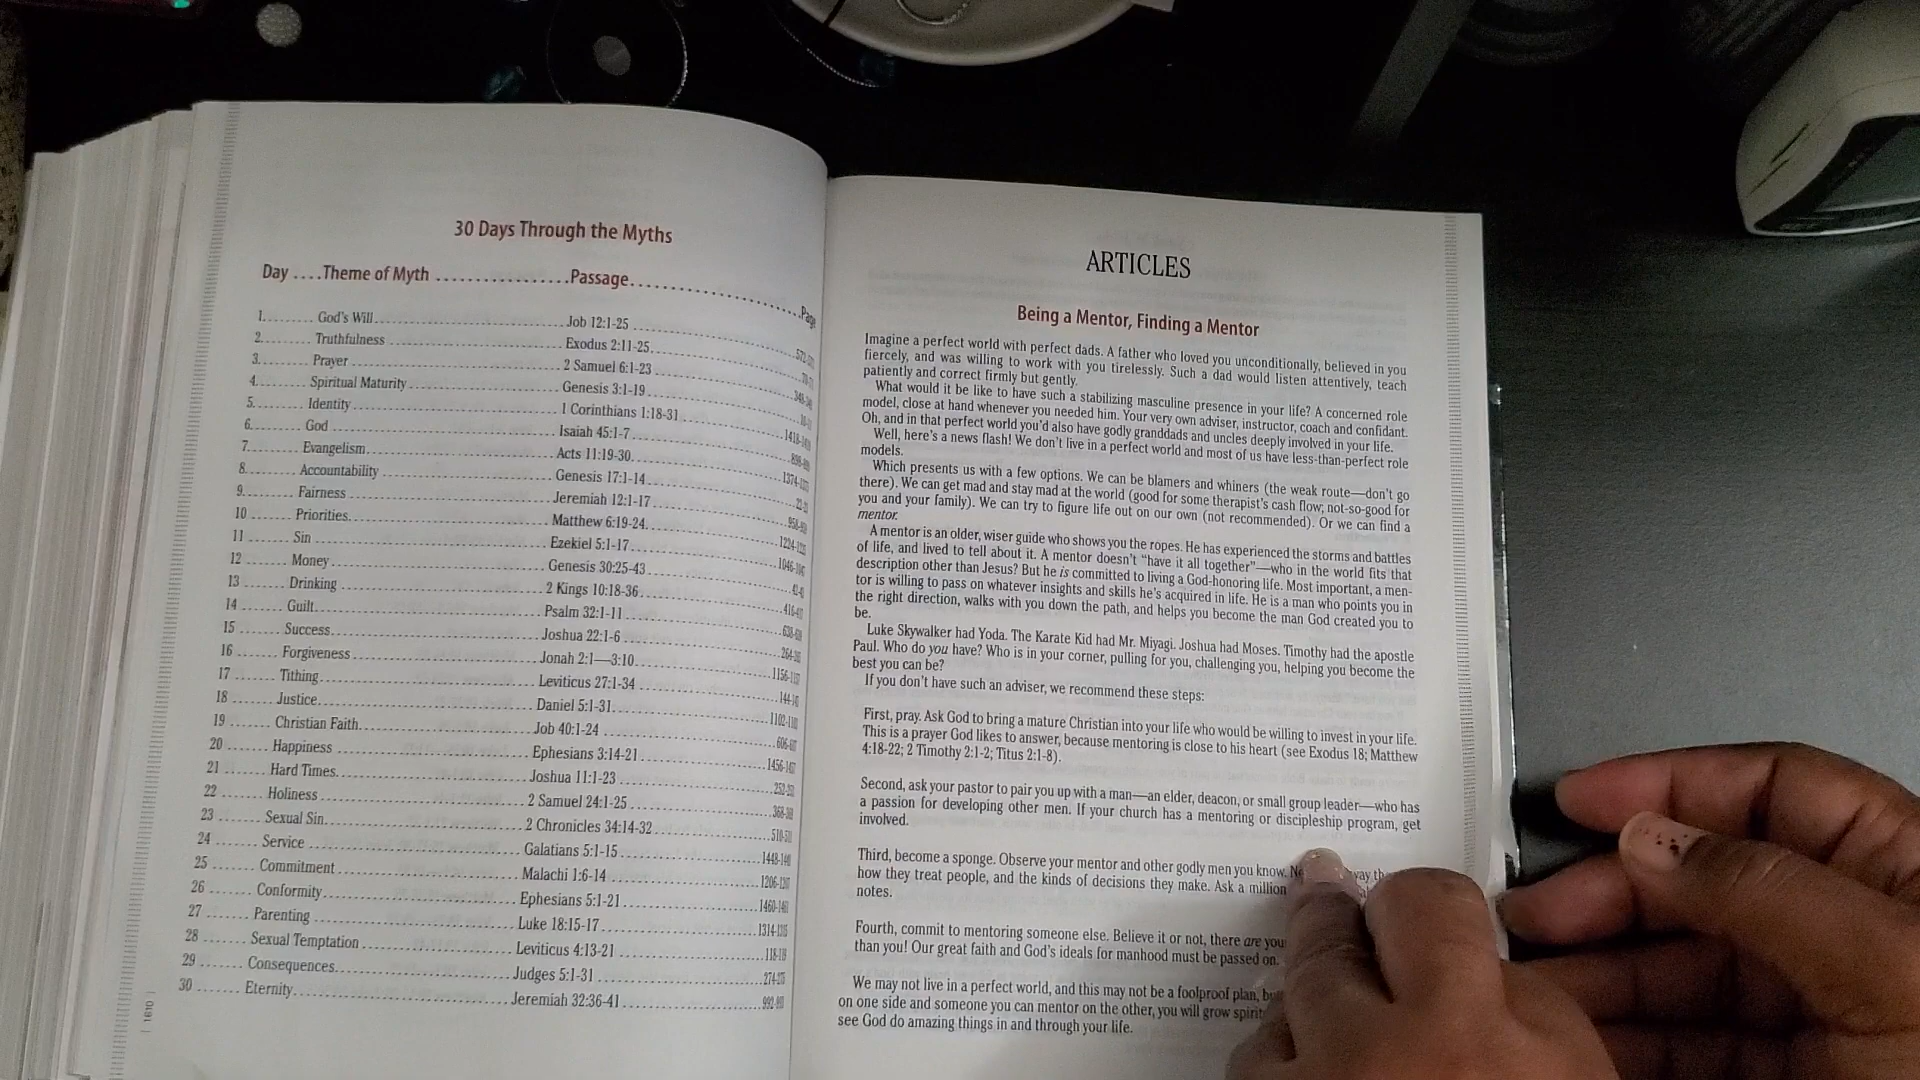 30 Days Through the Myths
Day ....Theme of Myth ..................Passage..............................Page
1.......... God's Will.......................................Job 12:1-25
2.......... Truthfulness ...................................Exodus 2:11-25
3.......... Prayer ...........................................2 Samuel 6:1-23
4.......... Spiritual Maturity..............................Genesis 3:1-19
5.......... Identity..........................................1 Corinthians 1:18-31
6.......... God ..............................................Isaiah 45:1-7
7.......... Evangelism.....................................Acts 11:19-30
8.......... Accountability .................................Genesis 17:1-14
9.......... Fairness ........................................Jeremiah 12:1-17
10 ........ Priorities........................................Matthew 6:19-24
11 ........ Sin ...............................................Ezekiel 5:1-17
12 ........ Money...........................................Genesis 30:25-43
13 ........ Drinking ........................................2 Kings 10:18-36
14 ........ Guilt..............................................Psalm 32:1-11
15 ........ Success.........................................Joshua 22:1-6
16 ........ Forgiveness ...................................Jonah 2:1—3:10
17 ........ Tithing...........................................Leviticus 27:1-34
18 ........ Justice...........................................Daniel 5:1-31
19 ........ Christian Faith.................................Job 40:1-24
20 ........ Happiness .....................................Ephesians 3:14-21
21 ........ Hard Times.....................................Joshua 11:1-23
22 ........ Holiness ........................................2 Samuel 24:1-25
23 ........ Sexual Sin......................................2 Chronicles 34:14-32
24 ........ Service ..........................................Galatians 5:1-15
25 ........ Commitment ..................................Malachi 1:6-14
26 ........ Conformity.....................................Ephesians 5:1-21
27 ........ Parenting .......................................Luke 18:15-17
28 ........ Sexual Temptation ..........................Leviticus 4:13-21
29 ........ Consequences................................Judges 5:1-31
30 ........ Eternity..........................................Jeremiah 32:36-41
| 1610 |
ARTICLES
Being a Mentor, Finding a Mentor
Imagine a perfect world with perfect dads. A father who loved you unconditionally, believed in you
fiercely, and was willing to work with you tirelessly. Such a dad would listen attentively, teach
patiently and correct firmly but gently.
What would it be like to have such a stabilizing masculine presence in your life? A concerned role
model, close at hand whenever you needed him. Your very own adviser, instructor, coach and confidant.
Oh, and in that perfect world you'd also have godly granddads and uncles deeply involved in your life.
Well, here's a news flash! We don't live in a perfect world and most of us have less-than-perfect role
models.
Which presents us with a few options. We can be blamers and whiners (the weak route—don't go
there). We can get mad and stay mad at the world (good for some therapist's cash flow; not-so-good for
you and your family). We can try to figure life out on our own (not recommended). Or we can find a
mentor.
A mentor is an older, wiser guide who shows you the ropes. He has experienced the storms and battles
of life, and lived to tell about it. A mentor doesn't "have it all together"—who in the world fits that
description other than Jesus? But he is committed to living a God-honoring life. Most important, a men-
tor is willing to pass on whatever insights and skills he's acquired in life. He is a man who points you in
the right direction, walks with you down the path, and helps you become the man God created you to
be.
Luke Skywalker had Yoda. The Karate Kid had Mr. Miyagi. Joshua had Moses. Timothy had the apostle
Paul. Who do you have? Who is in your corner, pulling for you, challenging you, helping you become the
best you can be?
If you don't have such an adviser, we recommend these steps:
First, pray. Ask God to bring a mature Christian into your life who would be willing to invest in your life.
This is a prayer God likes to answer, because mentoring is close to his heart (see Exodus 18; Matthew
4:18-22; 2 Timothy 2:1-2; Titus 2:1-8).
Second, ask your pastor to pair you up with a man—an elder, deacon, or small group leader—who has
a passion for developing other men. If your church has a mentoring or discipleship program, get
involved.
Third, become a sponge. Observe your mentor and other godly men you know.
how they treat people, and the kinds of decisions they make. Ask a million
notes.
Fourth, commit to mentoring someone else. Believe it or not, there are
than you! Our great faith and God's ideals for manhood must be passed on.
We may not live in a perfect world, and this may not be a foolproof plan,
on one side and someone you can mentor on the other, you will grow
see God do amazing things in and through your life.